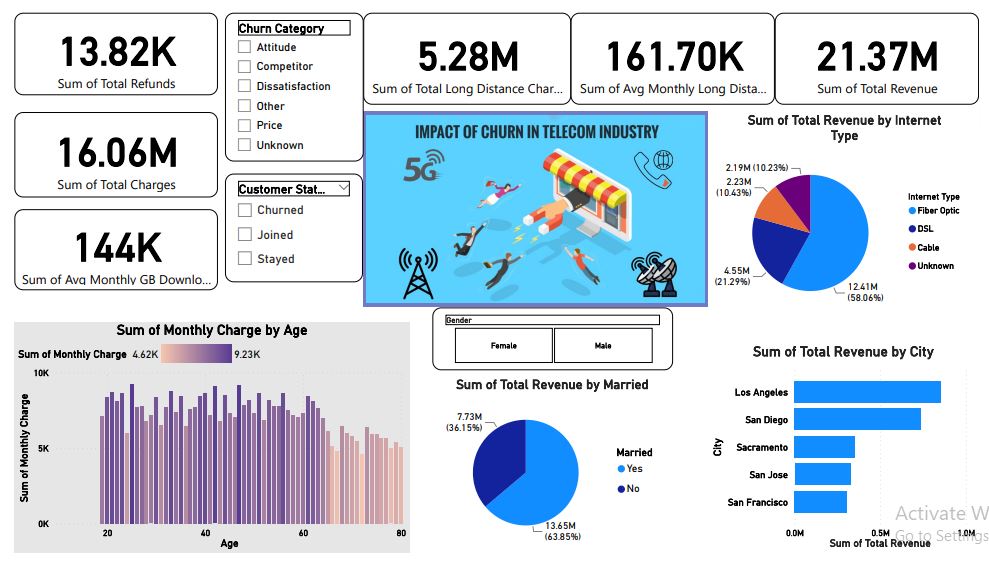 13.82K
Sum of Total Refunds
16.06M
Sum of Total Charges
144K
Sum of Avg Monthly GB Downlo...
Churn Category
Attitude
Competitor
Dissatisfaction
Other
Price
Unknown
Customer Stat...
Churned
Joined
Stayed
5.28M
Sum of Total Long Distance Char...
161.70K
Sum of Avg Monthly Long Dista...
21.37M
Sum of Total Revenue
IMPACT OF CHURN IN TELECOM INDUSTRY
5G
Sum of Total Revenue by Internet
Type
2.19M (10.23%)
2.23M
(10.43%)
4.55M
(21.29%)
12.41M
(58.06%)
Internet Type
Fiber Optic
DSL
Cable
Unknown
Gender
Female
Male
Sum of Monthly Charge by Age
Sum of Monthly Charge 4.62K 9.23K
Sum of Monthly Charge
10K
5K
0K
20 40 60 80
Age
Sum of Total Revenue by Married
7.73M
(36.15%)
13.65M
(63.85%)
Married
Yes
No
Sum of Total Revenue by City
City
Los Angeles
San Diego
Sacramento
San Jose
San Francisco
0.0M 0.5M 1.0M
Sum of Total Revenue
Activate W
Go to Settings